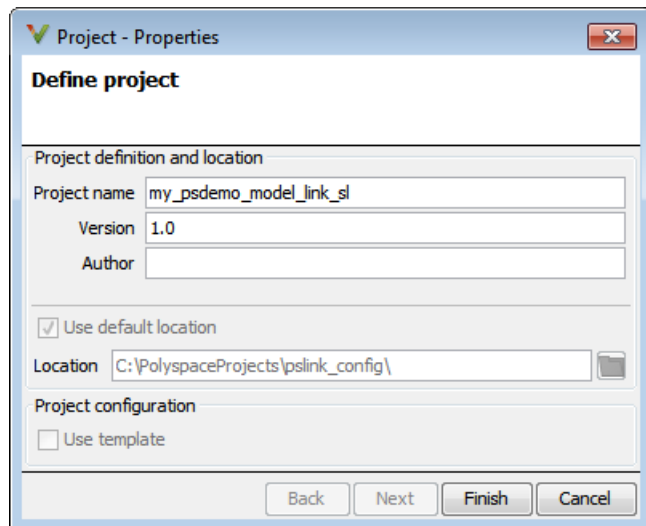 Project - Properties
Define project
Project definition and location
Project name my_psdemo_model_link_sl
Version 1.0
Author
Use default location
Location C:\PolyspaceProjects\pslink_config\
Project configuration
Use template
Back Next Finish Cancel